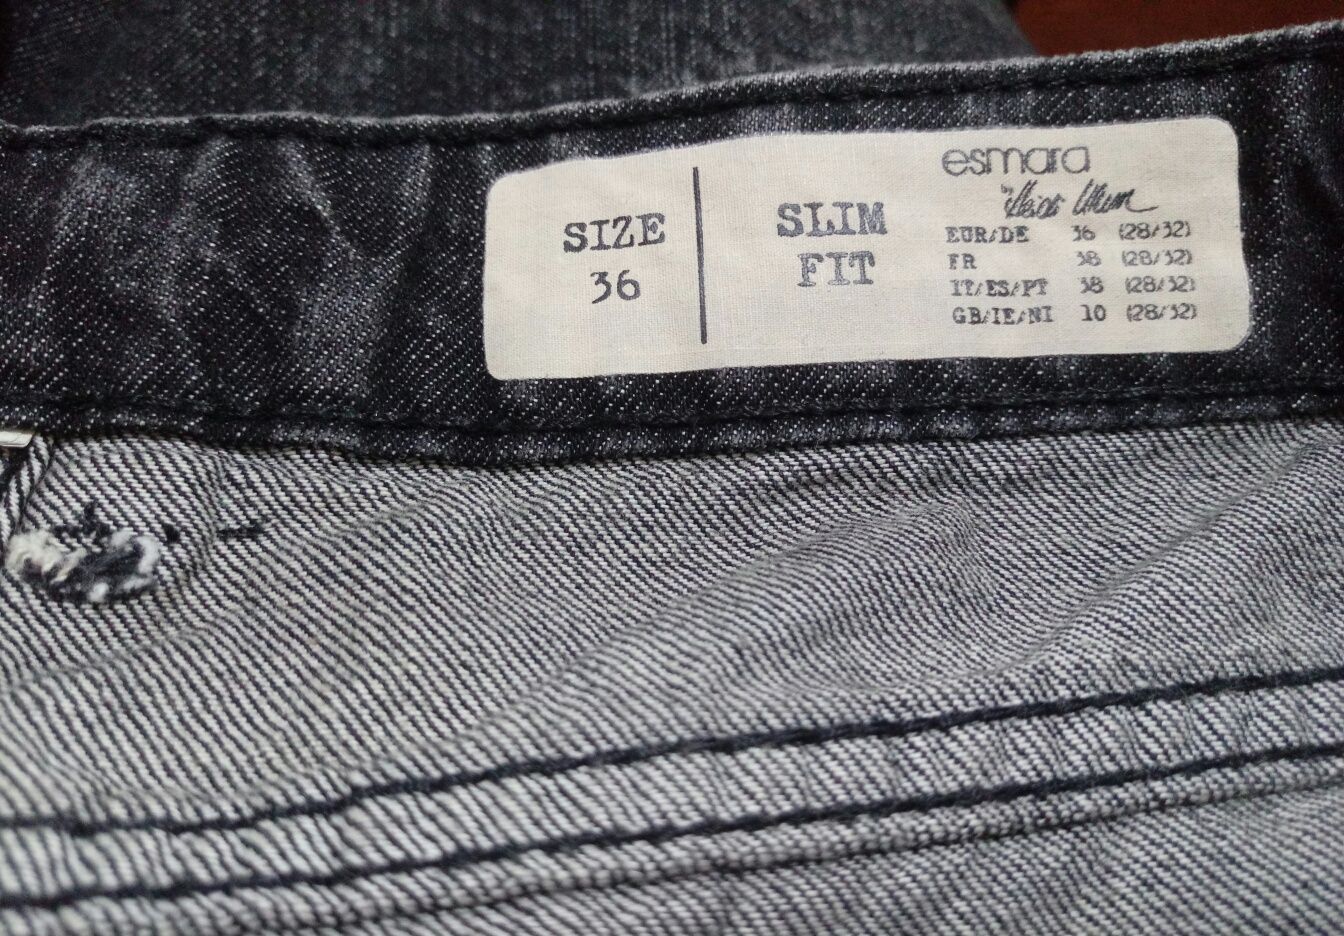 SIZE
36
SLIM
FIT
esmara
by Heidi Klum
EUR/DE 36 (28/32)
FR 38 (28/32)
IT/ES/PT 38 (28/32)
GB/IE/NI 10 (28/32)